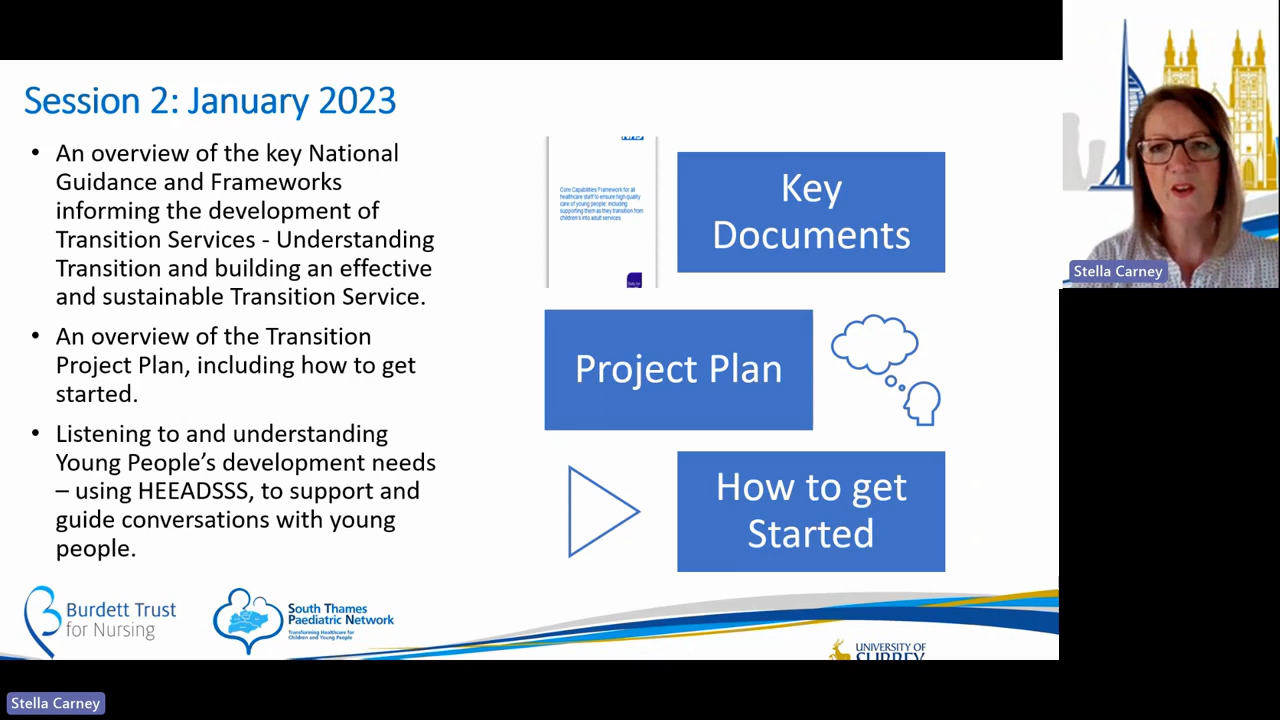 Session 2: January 2023
• An overview of the key National
Guidance and Frameworks
informing the development of
Transition Services - Understanding
Transition and building an effective
and sustainable Transition Service.
• An overview of the Transition
Project Plan, including how to get
started.
• Listening to and understanding
Young People's development needs
– using HEEADSSS, to support and
guide conversations with young
people.
NHS
Core Capabilities Framework for all
healthcare staff to ensure high quality
care of young people: including
supporting them as they transition from
children's into adult services
Key
Documents
Project Plan
How to get
Started
Stella Carney
Burdett Trust
for Nursing
South Thames
Paediatric Network
Transforming Healthcare for
Children and Young People
UNIVERSITY OF
SURREY
Stella Carney